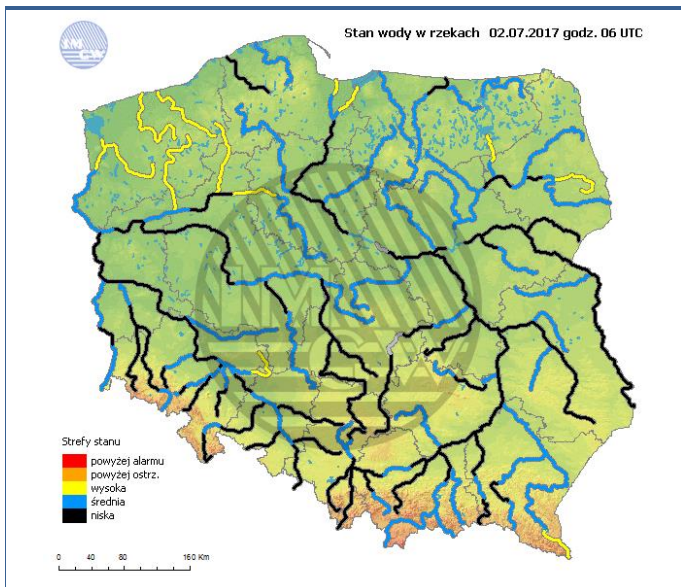 Stan wody w rzekach 02.07.2017 godz. 06 UTC
Strefy stanu
powyżej alarmu
powyżej ostrz.
wysoka
średnia
niska
0 40 80 160 Km